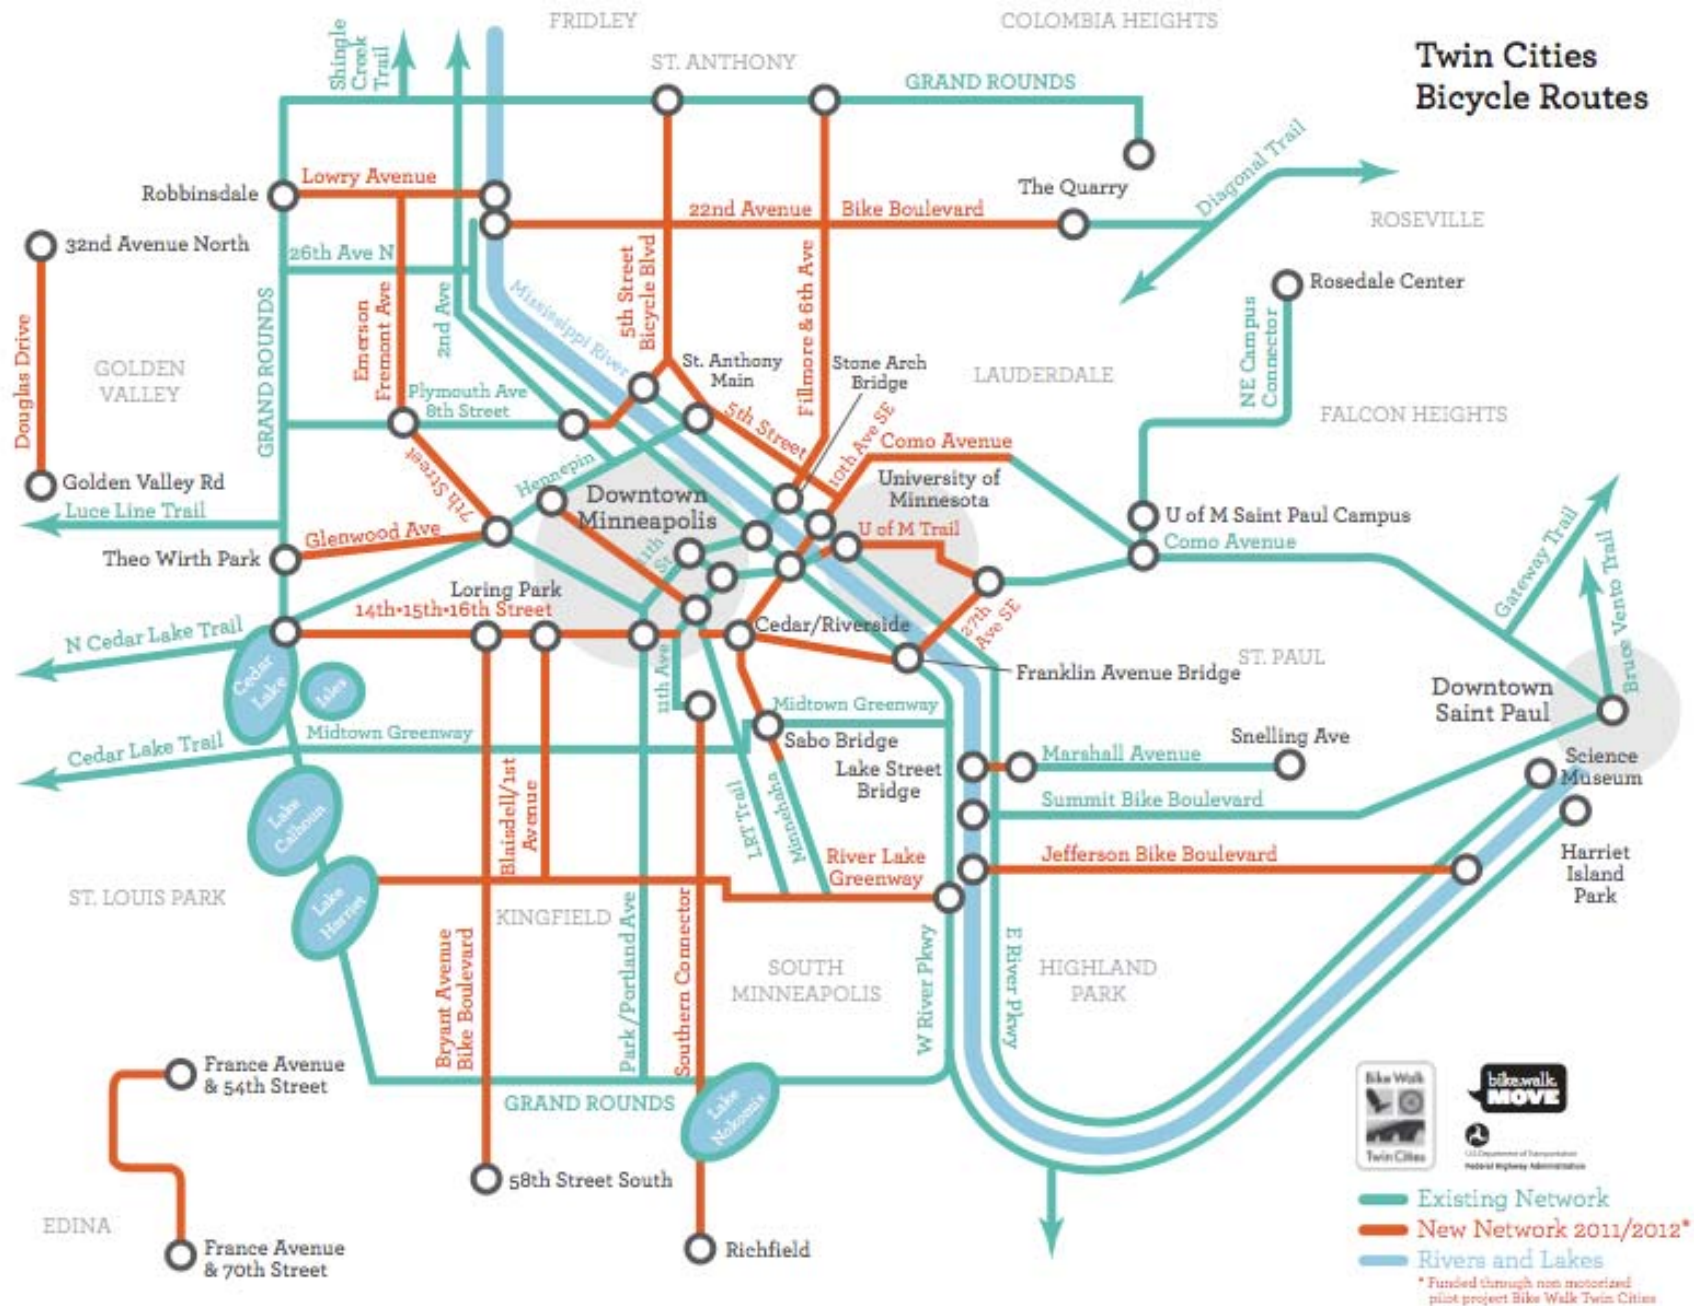 Twin Cities
Bicycle Routes
FRIDLEY
COLOMBIA HEIGHTS
ST. ANTHONY
Shingle
Creek
Trail
GRAND ROUNDS
Robbinsdale
Lowry Avenue
The Quarry
Diagonal Trail
22nd Avenue
Bike Boulevard
ROSEVILLE
32nd Avenue North
26th Ave N
Rosedale Center
Douglas Drive
GRAND ROUNDS
Emerson
Fremont Ave
2nd Ave
Mississippi River
5th Street
Bicycle Blvd
Fillmore & 6th Ave
NE Campus
Connector
GOLDEN
VALLEY
St. Anthony
Main
Stone Arch
Bridge
LAUDERDALE
FALCON HEIGHTS
Plymouth Ave
8th Street
5th Street
10th Ave SE
Como Avenue
7th Street
Hennepin
Golden Valley Rd
Luce Line Trail
Downtown
Minneapolis
University of
Minnesota
U of M Trail
U of M Saint Paul Campus
Como Avenue
Gateway Trail
Bruce Vento Trail
Theo Wirth Park
Glenwood Ave
11th
St
Loring Park
14th•15th•16th Street
Cedar/Riverside
27th
Ave SE
N Cedar Lake Trail
Cedar
Lake
Isles
11th Ave
Franklin Avenue Bridge
ST. PAUL
Downtown
Saint Paul
Cedar Lake Trail
Midtown Greenway
Midtown Greenway
Sabo Bridge
Lake Street
Bridge
Marshall Avenue
Snelling Ave
Science
Museum
Lake
Calhoun
Blaisdell/1st
Avenue
LRT Trail
Minnehaha
Summit Bike Boulevard
River Lake
Greenway
Jefferson Bike Boulevard
Harriet
Island
Park
ST. LOUIS PARK
Lake
Harriet
KINGFIELD
Bryant Avenue
Bike Boulevard
Park/Portland Ave
Southern Connector
SOUTH
MINNEAPOLIS
W River Pkwy
E River Pkwy
HIGHLAND
PARK
France Avenue
& 54th Street
GRAND ROUNDS
Lake
Nokomis
58th Street South
EDINA
France Avenue
& 70th Street
Richfield
Bike Walk
Twin Cities
bike.walk.
MOVE
U.S. Department of Transportation
Federal Highway Administration
Existing Network
New Network 2011/2012*
Rivers and Lakes
* Funded through non motorized
pilot project Bike Walk Twin Cities